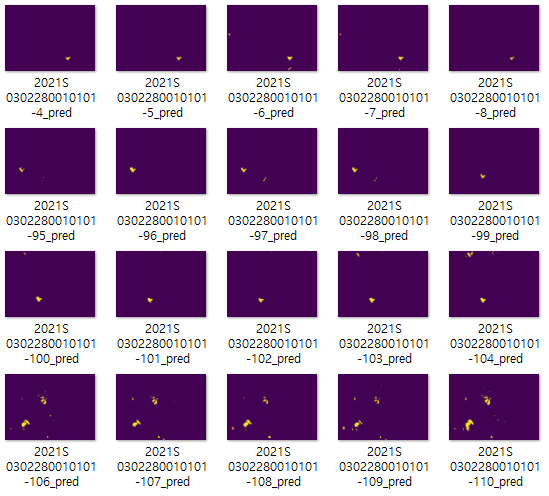 2021S
0302280010101
-4_pred
2021S
0302280010101
-5_pred
2021S
0302280010101
-6_pred
2021S
0302280010101
-7_pred
2021S
0302280010101
-8_pred
2021S
0302280010101
-95_pred
2021S
0302280010101
-96_pred
2021S
0302280010101
-97_pred
2021S
0302280010101
-98_pred
2021S
0302280010101
-99_pred
2021S
0302280010101
-100_pred
2021S
0302280010101
-101_pred
2021S
0302280010101
-102_pred
2021S
0302280010101
-103_pred
2021S
0302280010101
-104_pred
2021S
0302280010101
-106_pred
2021S
0302280010101
-107_pred
2021S
0302280010101
-108_pred
2021S
0302280010101
-109_pred
2021S
0302280010101
-110_pred